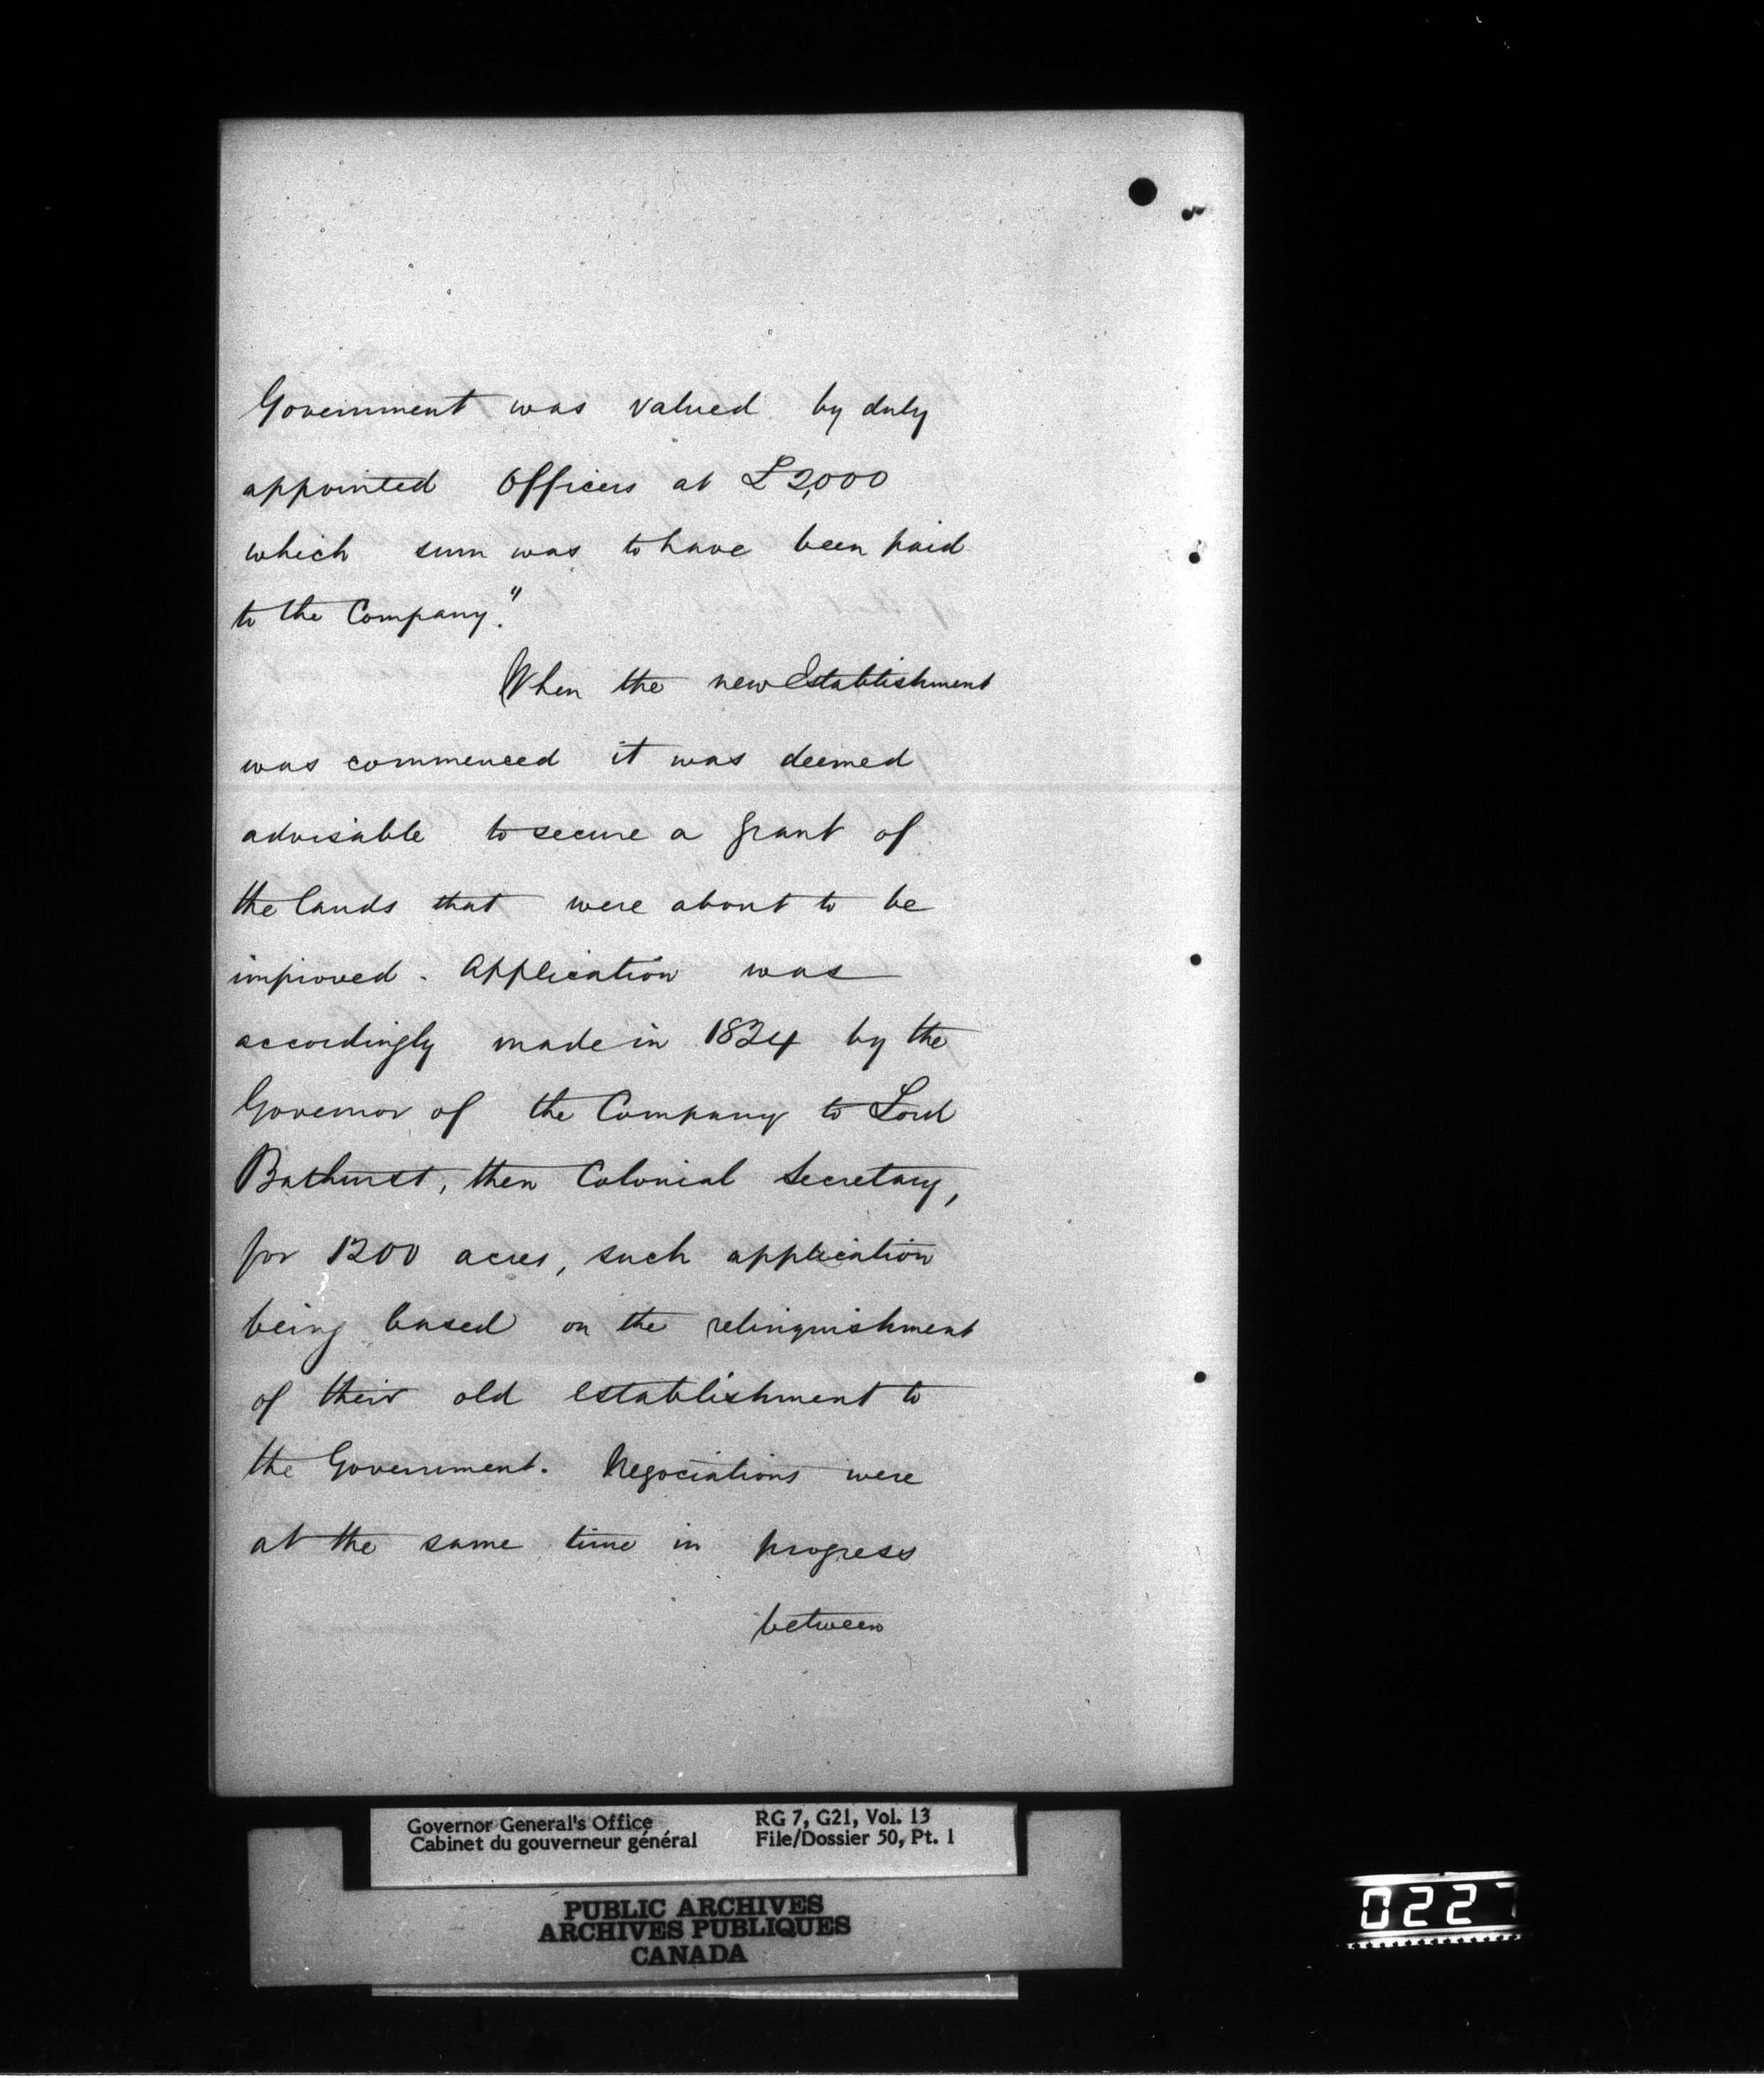 Government was valued by duly
appointed Officers at £2,000
which sum was to have been paid
to the Company."
When the new Establishment
was commenced it was deemed
advisable to secure a grant of
the lands that were about to be
improved. Application was
accordingly made in 1824 by the
Governor of the Company to Lord
Bathurst, then Colonial Secretary,
for 1200 acres, such application
being based on the relinquishment
of their old establishment to
the Government. Negociations were
at the same time in progress
between
Governor General's Office
Cabinet du gouverneur général
RG 7, G21, Vol. 13
File/Dossier 50, Pt. 1
PUBLIC ARCHIVES
ARCHIVES PUBLIQUES
CANADA
0227